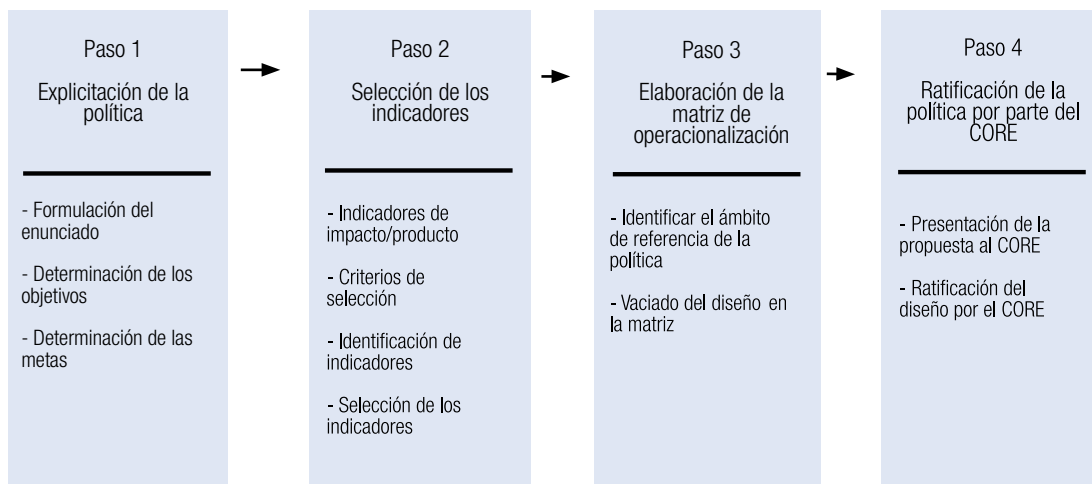 Paso 1
Explicitación de la
política
- Formulación del
enunciado
- Determinación de los
objetivos
- Determinación de las
metas
Paso 2
Selección de los
indicadores
- Indicadores de
impacto/producto
- Criterios de
selección
- Identificación de
indicadores
- Selección de los
indicadores
Paso 3
Elaboración de la
matriz de
operacionalización
- Identificar el ámbito
de referencia de la
política
- Vaciado del diseño en
la matriz
Paso 4
Ratificación de la
política por parte del
CORE
- Presentación de la
propuesta al CORE
- Ratificación del
diseño por el CORE